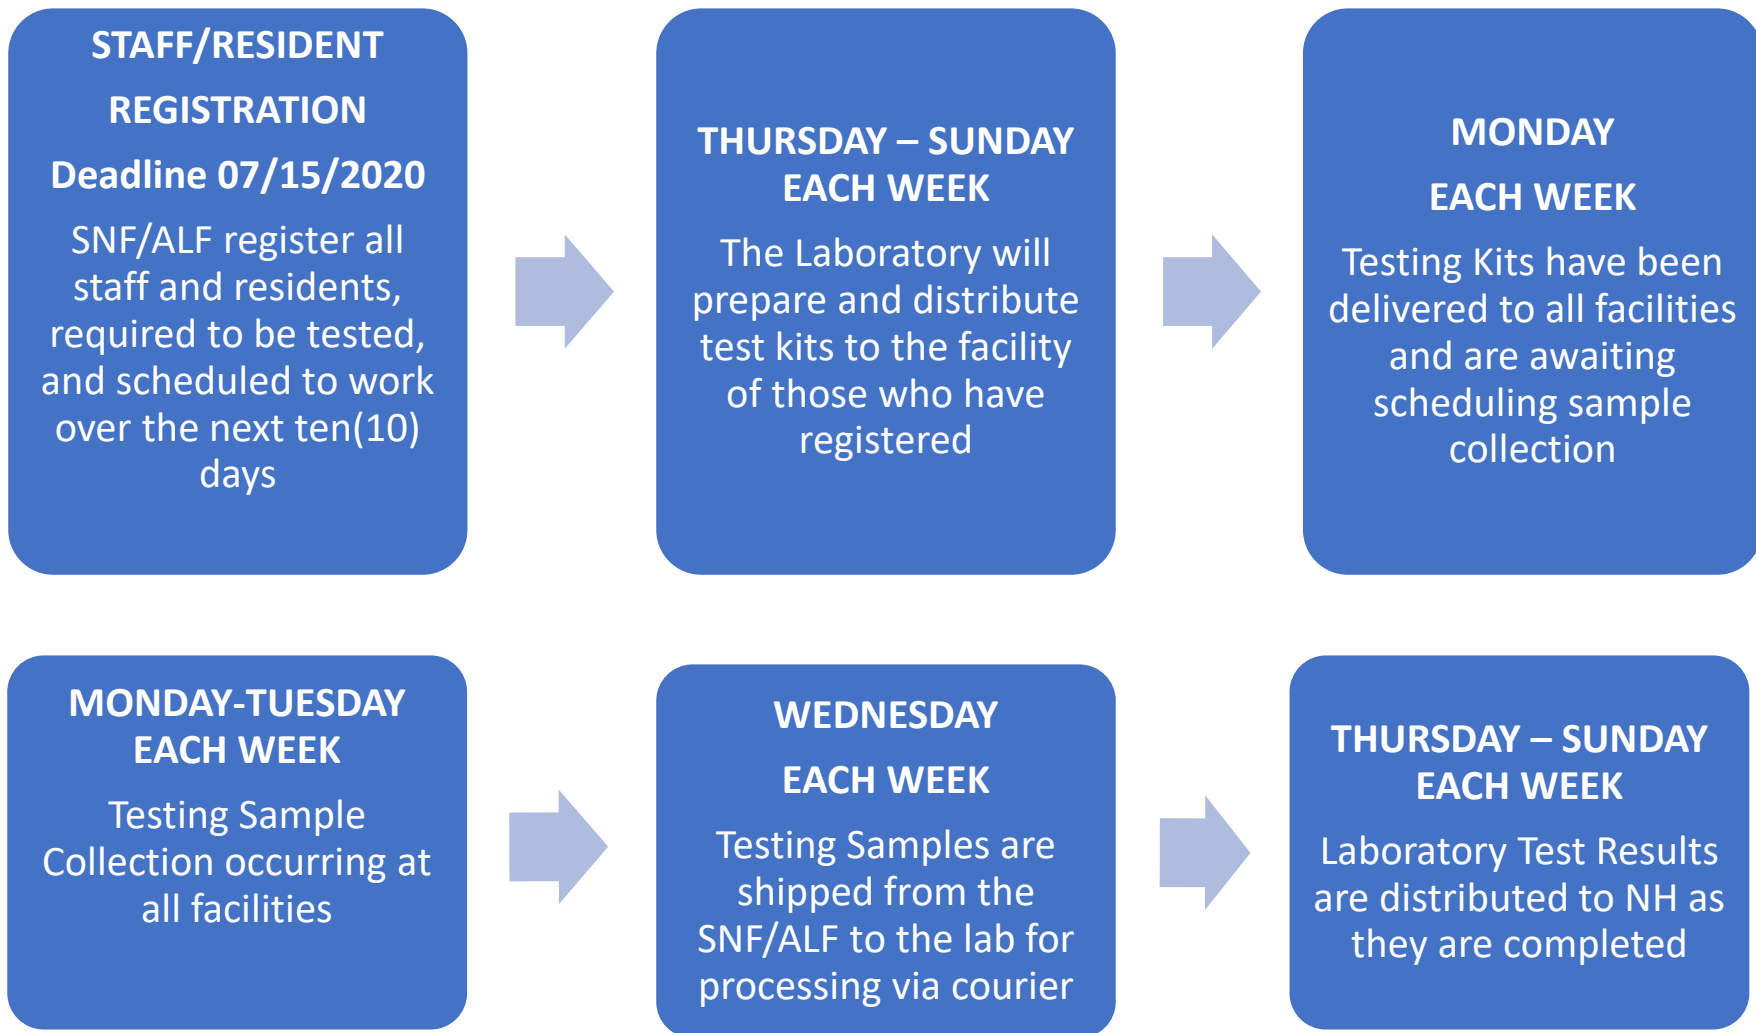 STAFF/RESIDENT
REGISTRATION
Deadline 07/15/2020
SNF/ALF register all
staff and residents,
required to be tested,
and scheduled to work
over the next ten(10)
days
THURSDAY – SUNDAY
EACH WEEK
The Laboratory will
prepare and distribute
test kits to the facility
of those who have
registered
MONDAY
EACH WEEK
Testing Kits have been
delivered to all facilities
and are awaiting
scheduling sample
collection
MONDAY-TUESDAY
EACH WEEK
Testing Sample
Collection occurring at
all facilities
WEDNESDAY
EACH WEEK
Testing Samples are
shipped from the
SNF/ALF to the lab for
processing via courier
THURSDAY – SUNDAY
EACH WEEK
Laboratory Test Results
are distributed to NH as
they are completed